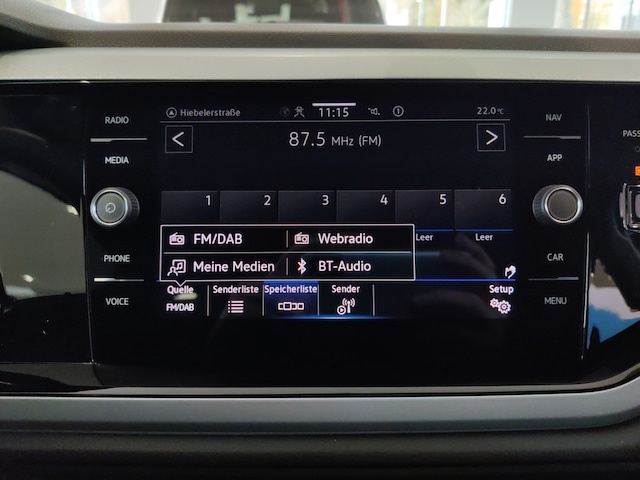 RADIO
MEDIA
PHONE
VOICE
Hiebelerstraße 11:15 22.0°C
87.5 MHz (FM)
1 2 3 4 5 6
FM/DAB Webradio
Meine Medien BT-Audio
Leer Leer
Quelle Senderliste Speicherliste Sender Setup
FM/DAB
NAV
APP
CAR
MENU
PASS